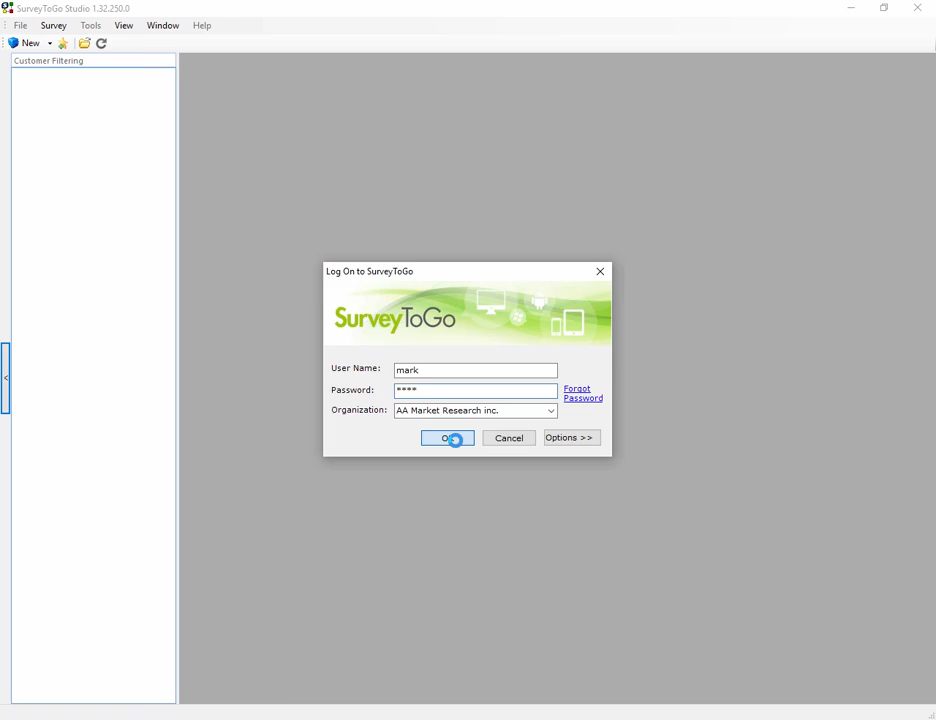 SurveyToGo Studio 1.32.250.0
File Survey Tools View Window Help
New
Customer Filtering
Log On to SurveyToGo
SurveyToGo
User Name: mark
Password: ****
Forgot
Password
Organization: AA Market Research inc.
Cancel Options >>